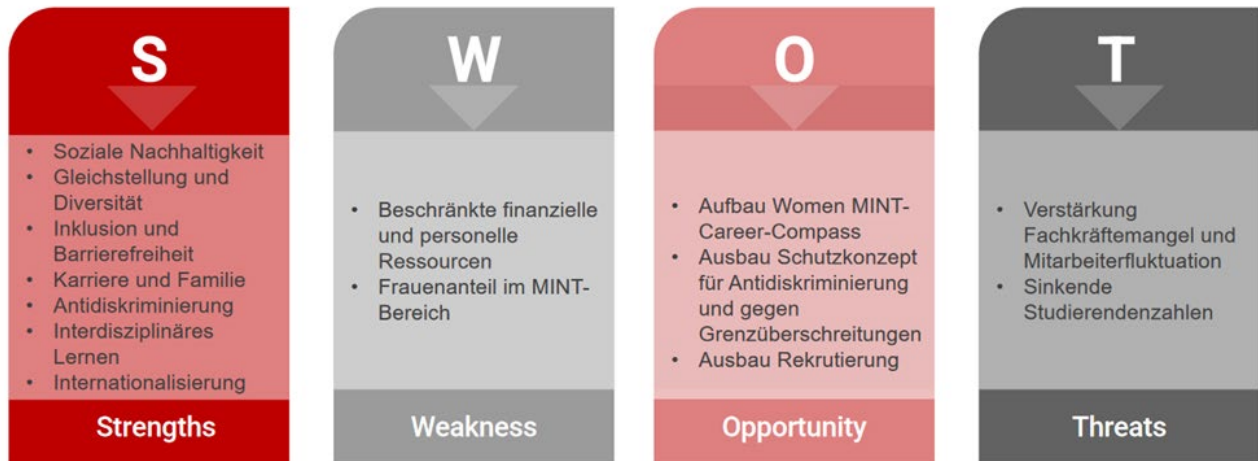 S
• Soziale Nachhaltigkeit
• Gleichstellung und
Diversität
• Inklusion und
Barrierefreiheit
• Karriere und Familie
• Antidiskriminierung
• Interdisziplinäres
Lernen
• Internationalisierung
Strengths
W
• Beschränkte finanzielle
und personelle
Ressourcen
• Frauenanteil im MINT-
Bereich
Weakness
O
• Aufbau Women MINT-
Career-Compass
• Ausbau Schutzkonzept
für Antidiskriminierung
und gegen
Grenzüberschreitungen
• Ausbau Rekrutierung
Opportunity
T
• Verstärkung
Fachkräftemangel und
Mitarbeiterfluktuation
• Sinkende
Studierendenzahlen
Threats